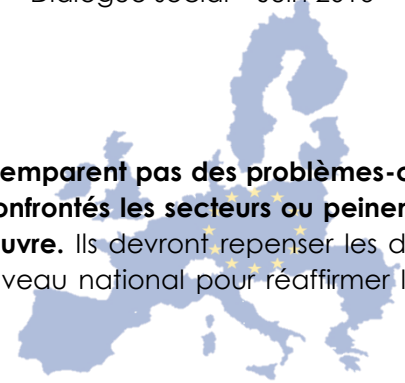 Dialogue social – Juin 2016
emparent pas des problèmes-c
onfrontés les secteurs ou peiner
uvre. Ils devront repenser les d
veau national pour réaffirmer l